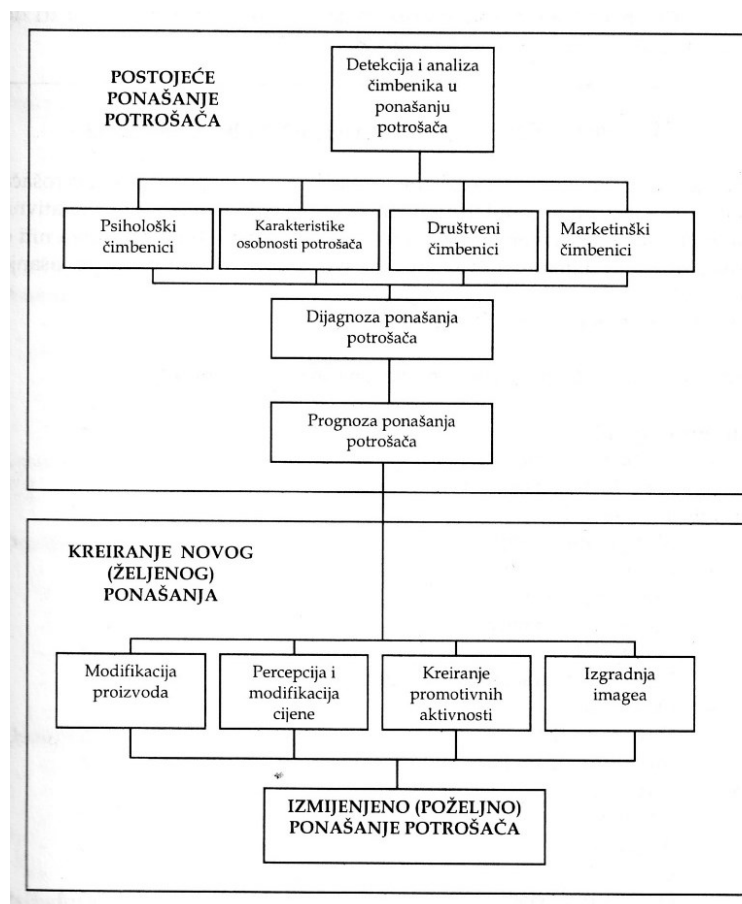 POSTOJEĆE
PONAŠANJE
POTROŠAČA
Detekcija i analiza
čimbenika u
ponašanju
potrošača
Psihološki
čimbenici
Karakteristike
osobnosti potrošača
Društveni
čimbenici
Marketinški
čimbenici
Dijagnoza ponašanja
potrošača
Prognoza ponašanja
potrošača
KREIRANJE NOVOG
(ŽELJENOG)
PONAŠANJA
Modifikacija
proizvoda
Percepcija i
modifikacija
cijene
Kreiranje
promotivnih
aktivnosti
Izgradnja
imagea
IZMIJENJENO (POŽELJNO)
PONAŠANJE POTROŠAČA